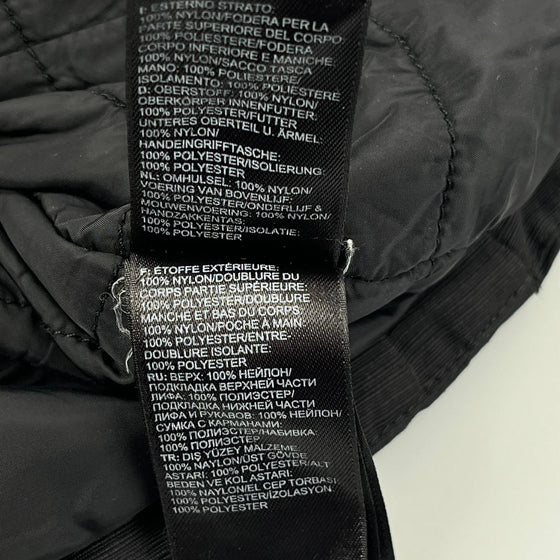 I: ESTERNO STRATO:
100% NYLON/FODERA PER LA
PARTE SUPERIORE DEL CORPO:
100% POLIESTERE/FODERA
CORPO INFERIORE E MANICHE:
100% NYLON/SACCO TASCA
MANO: 100% POLIESTERE/
ISOLAMENTO: 100% POLIESTERE
D: OBERSTOFF: 100% NYLON/
OBERKÖRPER INNENFUTTER:
100% POLYESTER/FUTTER
UNTERES OBERTEIL U. ÄRMEL:
100% NYLON/
HANDEINGRIFFTASCHE:
100% POLYESTER/ISOLIERUNG:
100% POLYESTER
NL: OMHULSEL: 100% NYLON/
VOERING VAN BOVENLIJF:
100% POLYESTER/ONDERLIJF &
MOUWENVOERING: 100% NYLON/
HANDZAKKENTAS:
100% POLYESTER/ISOLATIE:
100% POLYESTER
F: ÉTOFFE EXTÉRIEURE:
100% NYLON/DOUBLURE DU
CORPS PARTIE SUPÉRIEURE:
100% POLYESTER/DOUBLURE
MANCHE ET BAS DU CORPS:
100% NYLON/POCHE À MAIN:
100% POLYESTER/ENTRE-
DOUBLURE ISOLANTE:
100% POLYESTER
RU: ВЕРХ: 100% НЕЙЛОН/
ПОДКЛАДКА ВЕРХНЕЙ ЧАСТИ
ЛИФА: 100% ПОЛИЭСТЕР/
ПОДКЛАДКА НИЖНЕЙ ЧАСТИ
ЛИФА И РУКАВОВ: 100% НЕЙЛОН/
СУМКА С КАРМАНАМИ:
100% ПОЛИЭСТЕР/НАБИВКА:
100% ПОЛИЭСТЕР
TR: DIŞ YÜZEY MALZEME:
100% NAYLON/ÜST GÖVDE
ASTARI: 100% POLYESTER/ALT
BEDEN VE KOL ASTARI:
100% NAYLON/EL CEP TORBASI:
100% POLYESTER/İZOLASYON:
100% POLYESTER